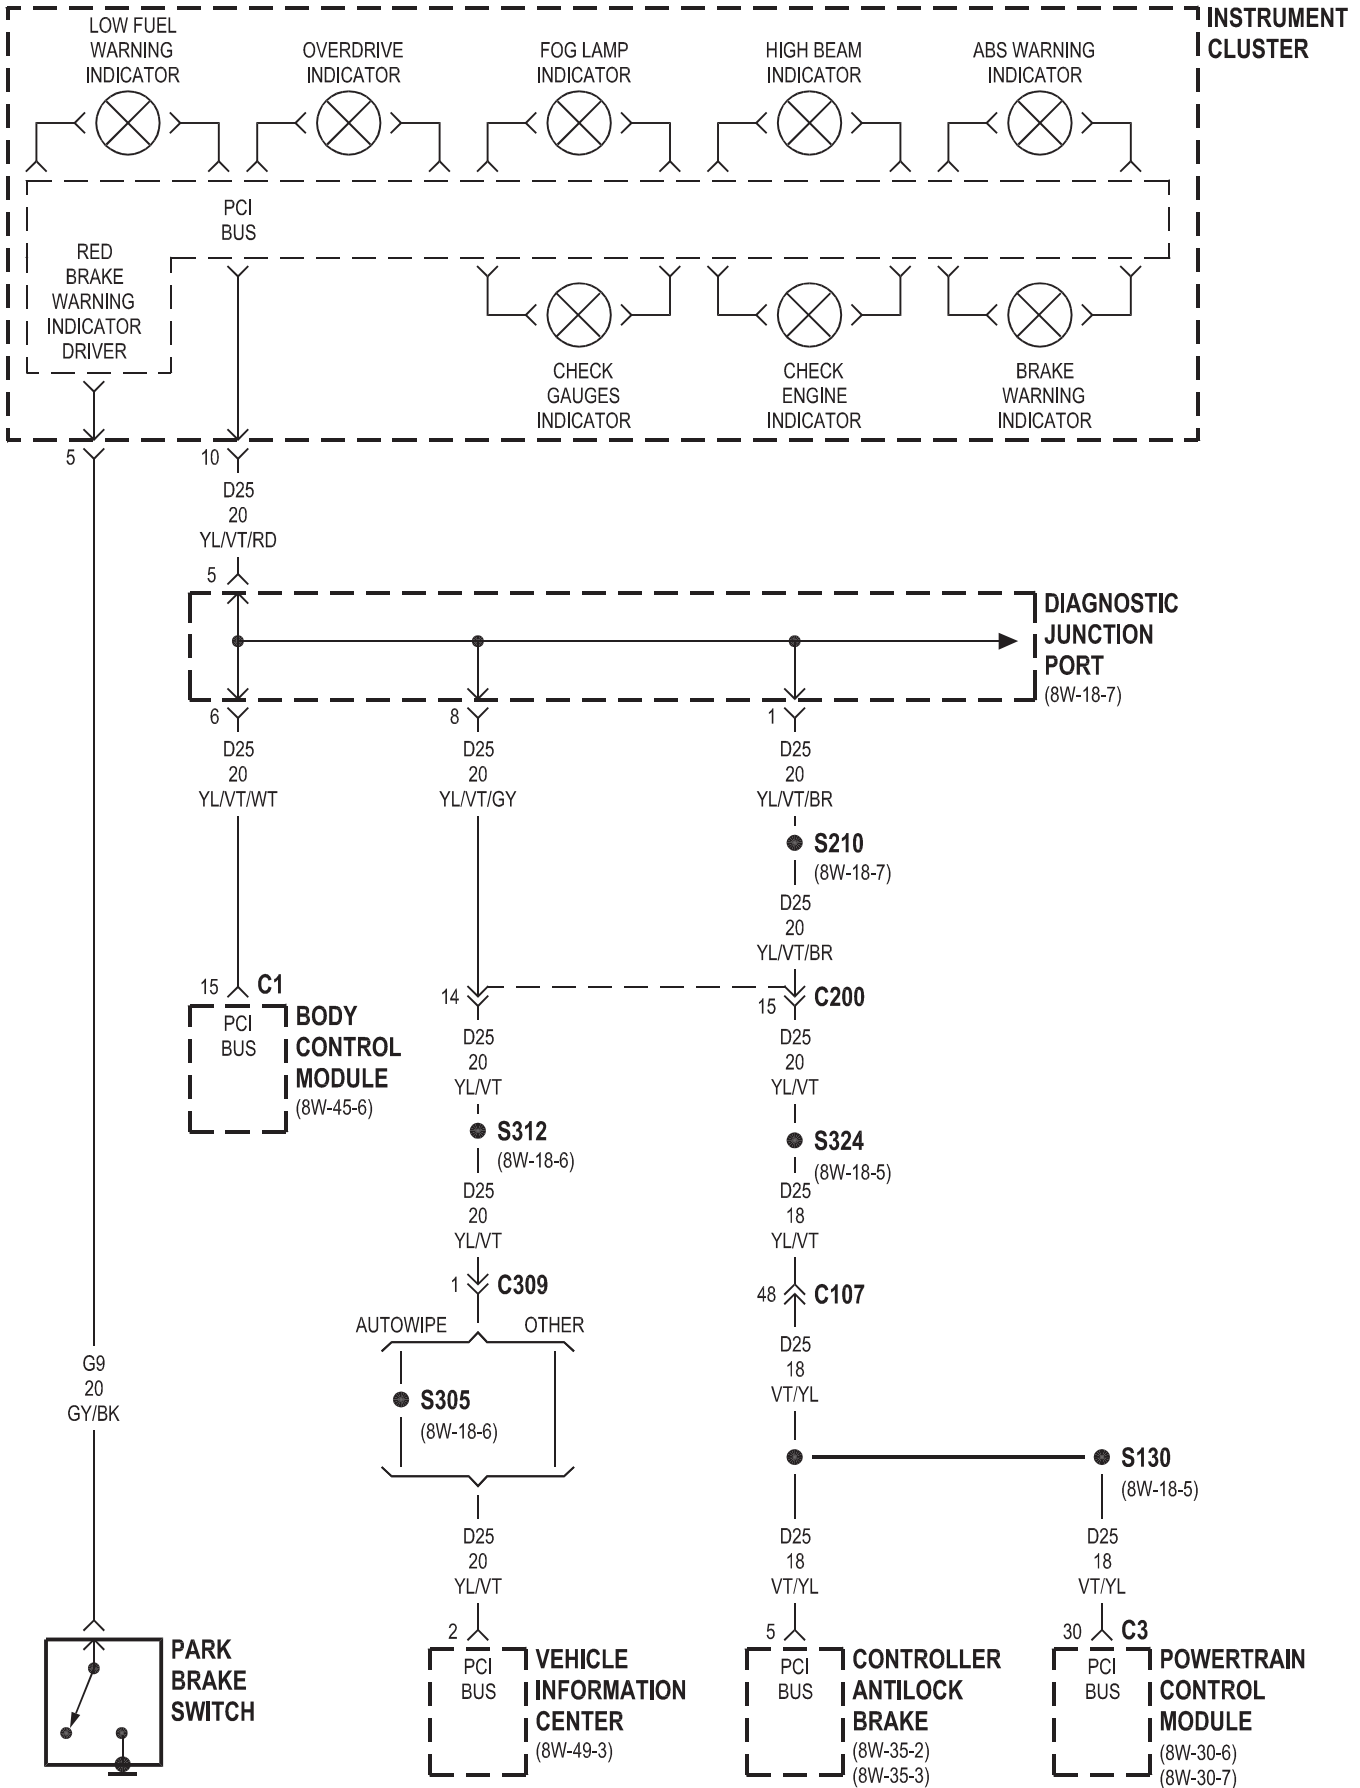 INSTRUMENT
CLUSTER
LOW FUEL
WARNING
INDICATOR
OVERDRIVE
INDICATOR
FOG LAMP
INDICATOR
HIGH BEAM
INDICATOR
ABS WARNING
INDICATOR
PCI
BUS
RED
BRAKE
WARNING
INDICATOR
DRIVER
CHECK
GAUGES
INDICATOR
CHECK
ENGINE
INDICATOR
BRAKE
WARNING
INDICATOR
5
10
D25
20
YL/VT/RD
5
DIAGNOSTIC
JUNCTION
PORT
(8W-18-7)
6
8
1
D25
20
YL/VT/WT
D25
20
YL/VT/GY
D25
20
YL/VT/BR
S210
(8W-18-7)
D25
20
YL/VT/BR
15
C1
PCI
BUS
BODY
CONTROL
MODULE
(8W-45-6)
14
15
C200
D25
20
YL/VT
D25
20
YL/VT
S312
(8W-18-6)
S324
(8W-18-5)
D25
20
YL/VT
D25
18
YL/VT
1
C309
48
C107
AUTOWIPE
OTHER
D25
18
VT/YL
G9
20
GY/BK
S305
(8W-18-6)
S130
(8W-18-5)
D25
20
YL/VT
D25
18
VT/YL
D25
18
VT/YL
2
5
30
C3
PARK
BRAKE
SWITCH
PCI
BUS
VEHICLE
INFORMATION
CENTER
(8W-49-3)
PCI
BUS
CONTROLLER
ANTILOCK
BRAKE
(8W-35-2)
(8W-35-3)
PCI
BUS
POWERTRAIN
CONTROL
MODULE
(8W-30-6)
(8W-30-7)